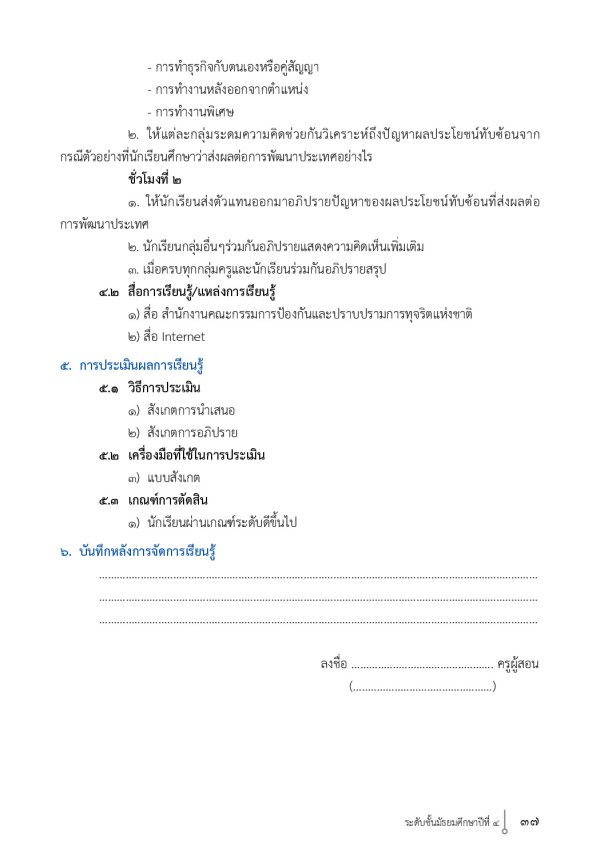 - การทำธุรกิจกับตนเองหรือคู่สัญญา
- การทำงานหลังออกจากตำแหน่ง
- การทำงานพิเศษ
๒. ให้แต่ละกลุ่มระดมความคิดช่วยกันวิเคราะห์ถึงปัญหาผลประโยชน์ทับซ้อนจาก
กรณีตัวอย่างที่นักเรียนศึกษาว่าส่งผลต่อการพัฒนาประเทศอย่างไร
ชั่วโมงที่ ๒
๑. ให้นักเรียนส่งตัวแทนออกมาอภิปรายปัญหาของผลประโยชน์ทับซ้อนที่ส่งผลต่อ
การพัฒนาประเทศ
๒. นักเรียนกลุ่มอื่นๆร่วมกันอภิปรายแสดงความคิดเห็นเพิ่มเติม
๓. เมื่อครบทุกกลุ่มครูและนักเรียนร่วมกันอภิปรายสรุป
๔.๒ สื่อการเรียนรู้/แหล่งการเรียนรู้
๑) สื่อ สำนักงานคณะกรรมการป้องกันและปราบปรามการทุจริตแห่งชาติ
๒) สื่อ Internet
๕. การประเมินผลการเรียนรู้
๕.๑ วิธีการประเมิน
๑) สังเกตการนำเสนอ
๒) สังเกตการอภิปราย
๕.๒ เครื่องมือที่ใช้ในการประเมิน
๓) แบบสังเกต
๕.๓ เกณฑ์การตัดสิน
๑) นักเรียนผ่านเกณฑ์ระดับดีขึ้นไป
๖. บันทึกหลังการจัดการเรียนรู้
................................................................................
................................................................................
................................................................................
ลงชื่อ ................................................ ครูผู้สอน
(...............................................)
ระดับชั้นมัธยมศึกษาปีที่ ๔ ๓๗